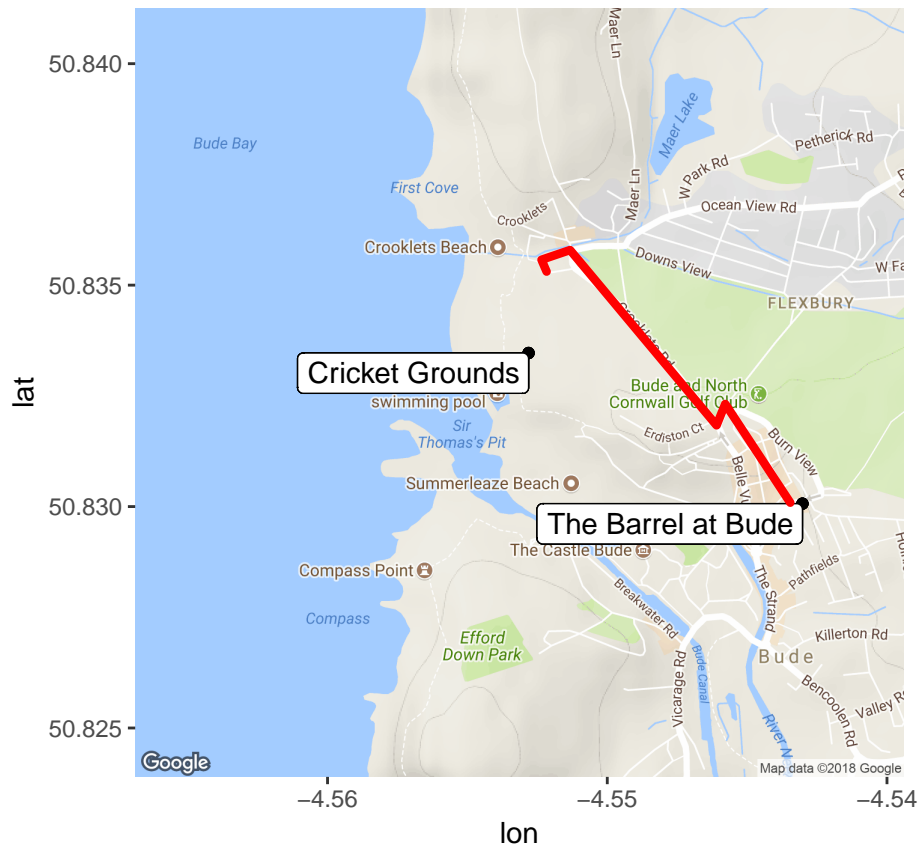 50.840
50.835
50.830
50.825
lat
−4.56
−4.55
−4.54
lon
Maer Ln
Maer Lake
Petherick Rd
Bude Bay
W Park Rd
First Cove
Maer Ln
Ocean View Rd
Crooklets
Crooklets Beach
Downs View
W Fa
FLEXBURY
Crooklets Rd
Cricket Grounds
swimming pool
Bude and North
Cornwall Golf Club
Sir
Thomas's Pit
Erdiston Ct
Burn View
Belle Vu
Summerleaze Beach
The Barrel at Bude
The Castle Bude
Compass Point
Pathfields
The Strand
Breakwater Rd
Compass
Efford
Down Park
Killerton Rd
Bude
Bude Canal
Vicarage Rd
Bencoolen Rd
Valley Rd
River N
Google
Map data ©2018 Google